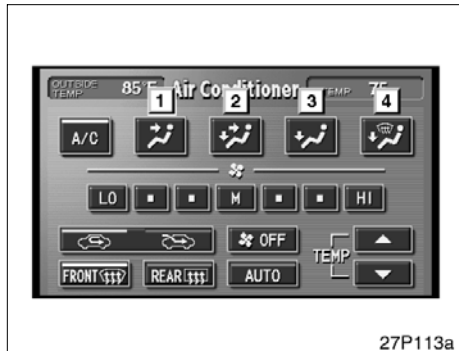 OUTSIDE TEMP 85°F Air Conditioner TEMP 75
1 2 3 4
A/C
LO M HI
OFF
TEMP
FRONT REAR AUTO
27P113a